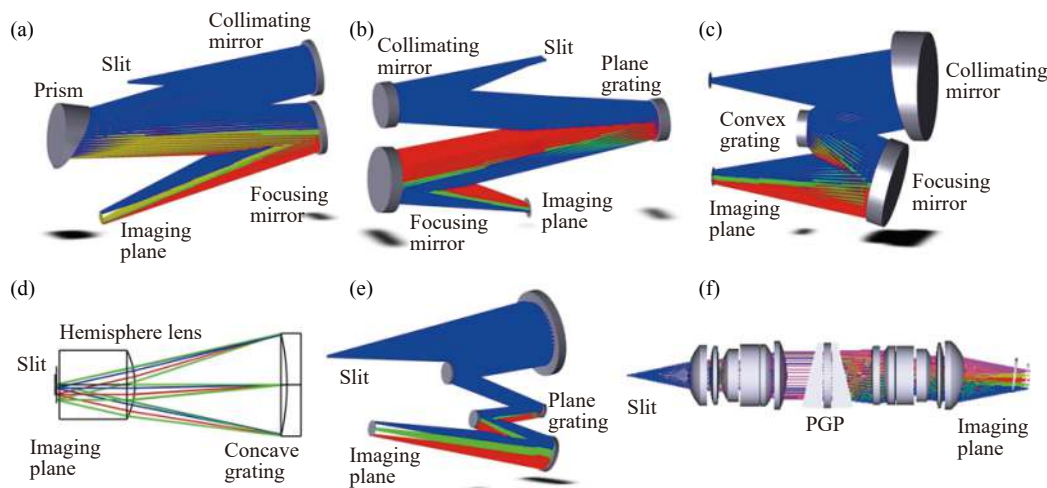 (a)
Collimating
mirror
Slit
Prism
Focusing
mirror
Imaging
plane
(b)
Collimating
mirror
Slit
Plane
grating
Focusing
mirror
Imaging
plane
(c)
Collimating
mirror
Convex
grating
Imaging
plane
Focusing
mirror
(d)
Hemisphere lens
Slit
Imaging
plane
Concave
grating
(e)
Slit
Plane
grating
Imaging
plane
(f)
Slit
PGP
Imaging
plane